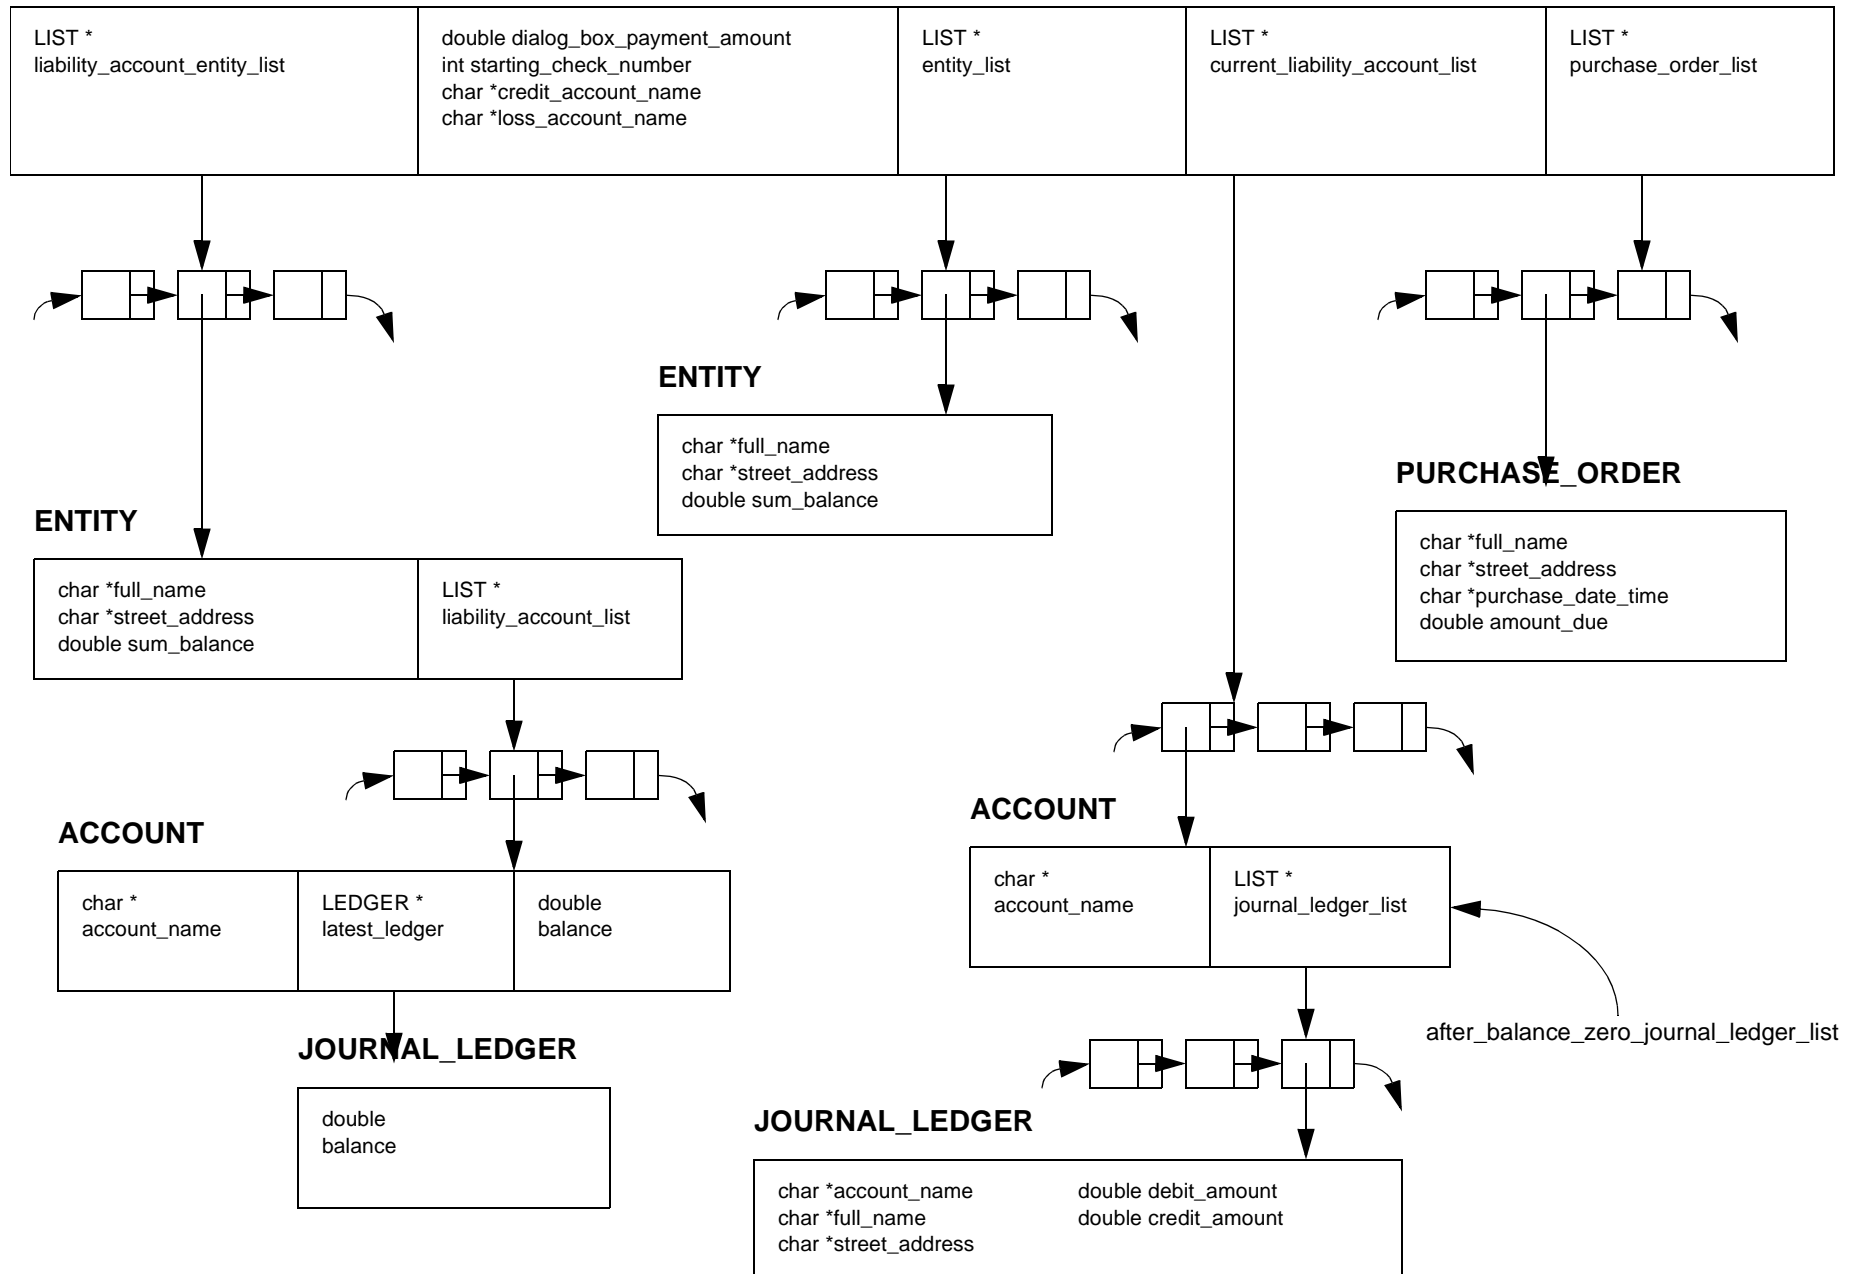 LIST *
liability_account_entity_list
double dialog_box_payment_amount
int starting_check_number
char *credit_account_name
char *loss_account_name
LIST *
entity_list
LIST *
current_liability_account_list
LIST *
purchase_order_list
ENTITY
char *full_name
char *street_address
double sum_balance
PURCHASE_ORDER
char *full_name
char *street_address
char *purchase_date_time
double amount_due
ENTITY
char *full_name
char *street_address
double sum_balance
LIST *
liability_account_list
ACCOUNT
char *
account_name
LEDGER *
latest_ledger
double
balance
ACCOUNT
char *
account_name
LIST *
journal_ledger_list
after_balance_zero_journal_ledger_list
JOURNAL_LEDGER
double
balance
JOURNAL_LEDGER
char *account_name
char *full_name
char *street_address
double debit_amount
double credit_amount